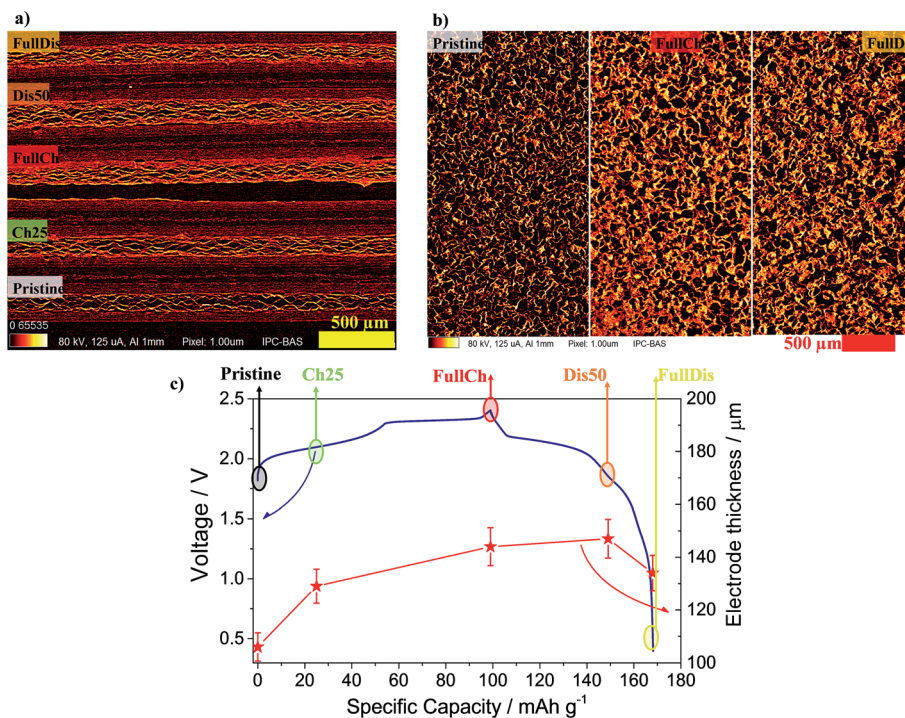 a)
FullDis
Dis50
FullCh
Ch25
Pristine
0 65535
500 µm
80 kV, 125 uA, Al 1mm Pixel: 1.00um IPC-BAS
b)
Pristine
FullCh
FullD
80 kV, 125 uA, Al 1mm Pixel: 1.00um IPC-BAS
500 µm
c)
Pristine
Ch25
FullCh
Dis50
FullDis
2.5
2.0
1.5
1.0
0.5
Voltage / V
200
180
160
140
120
100
Electrode thickness / µm
0 20 40 60 80 100 120 140 160 180
Specific Capacity / mAh g⁻¹